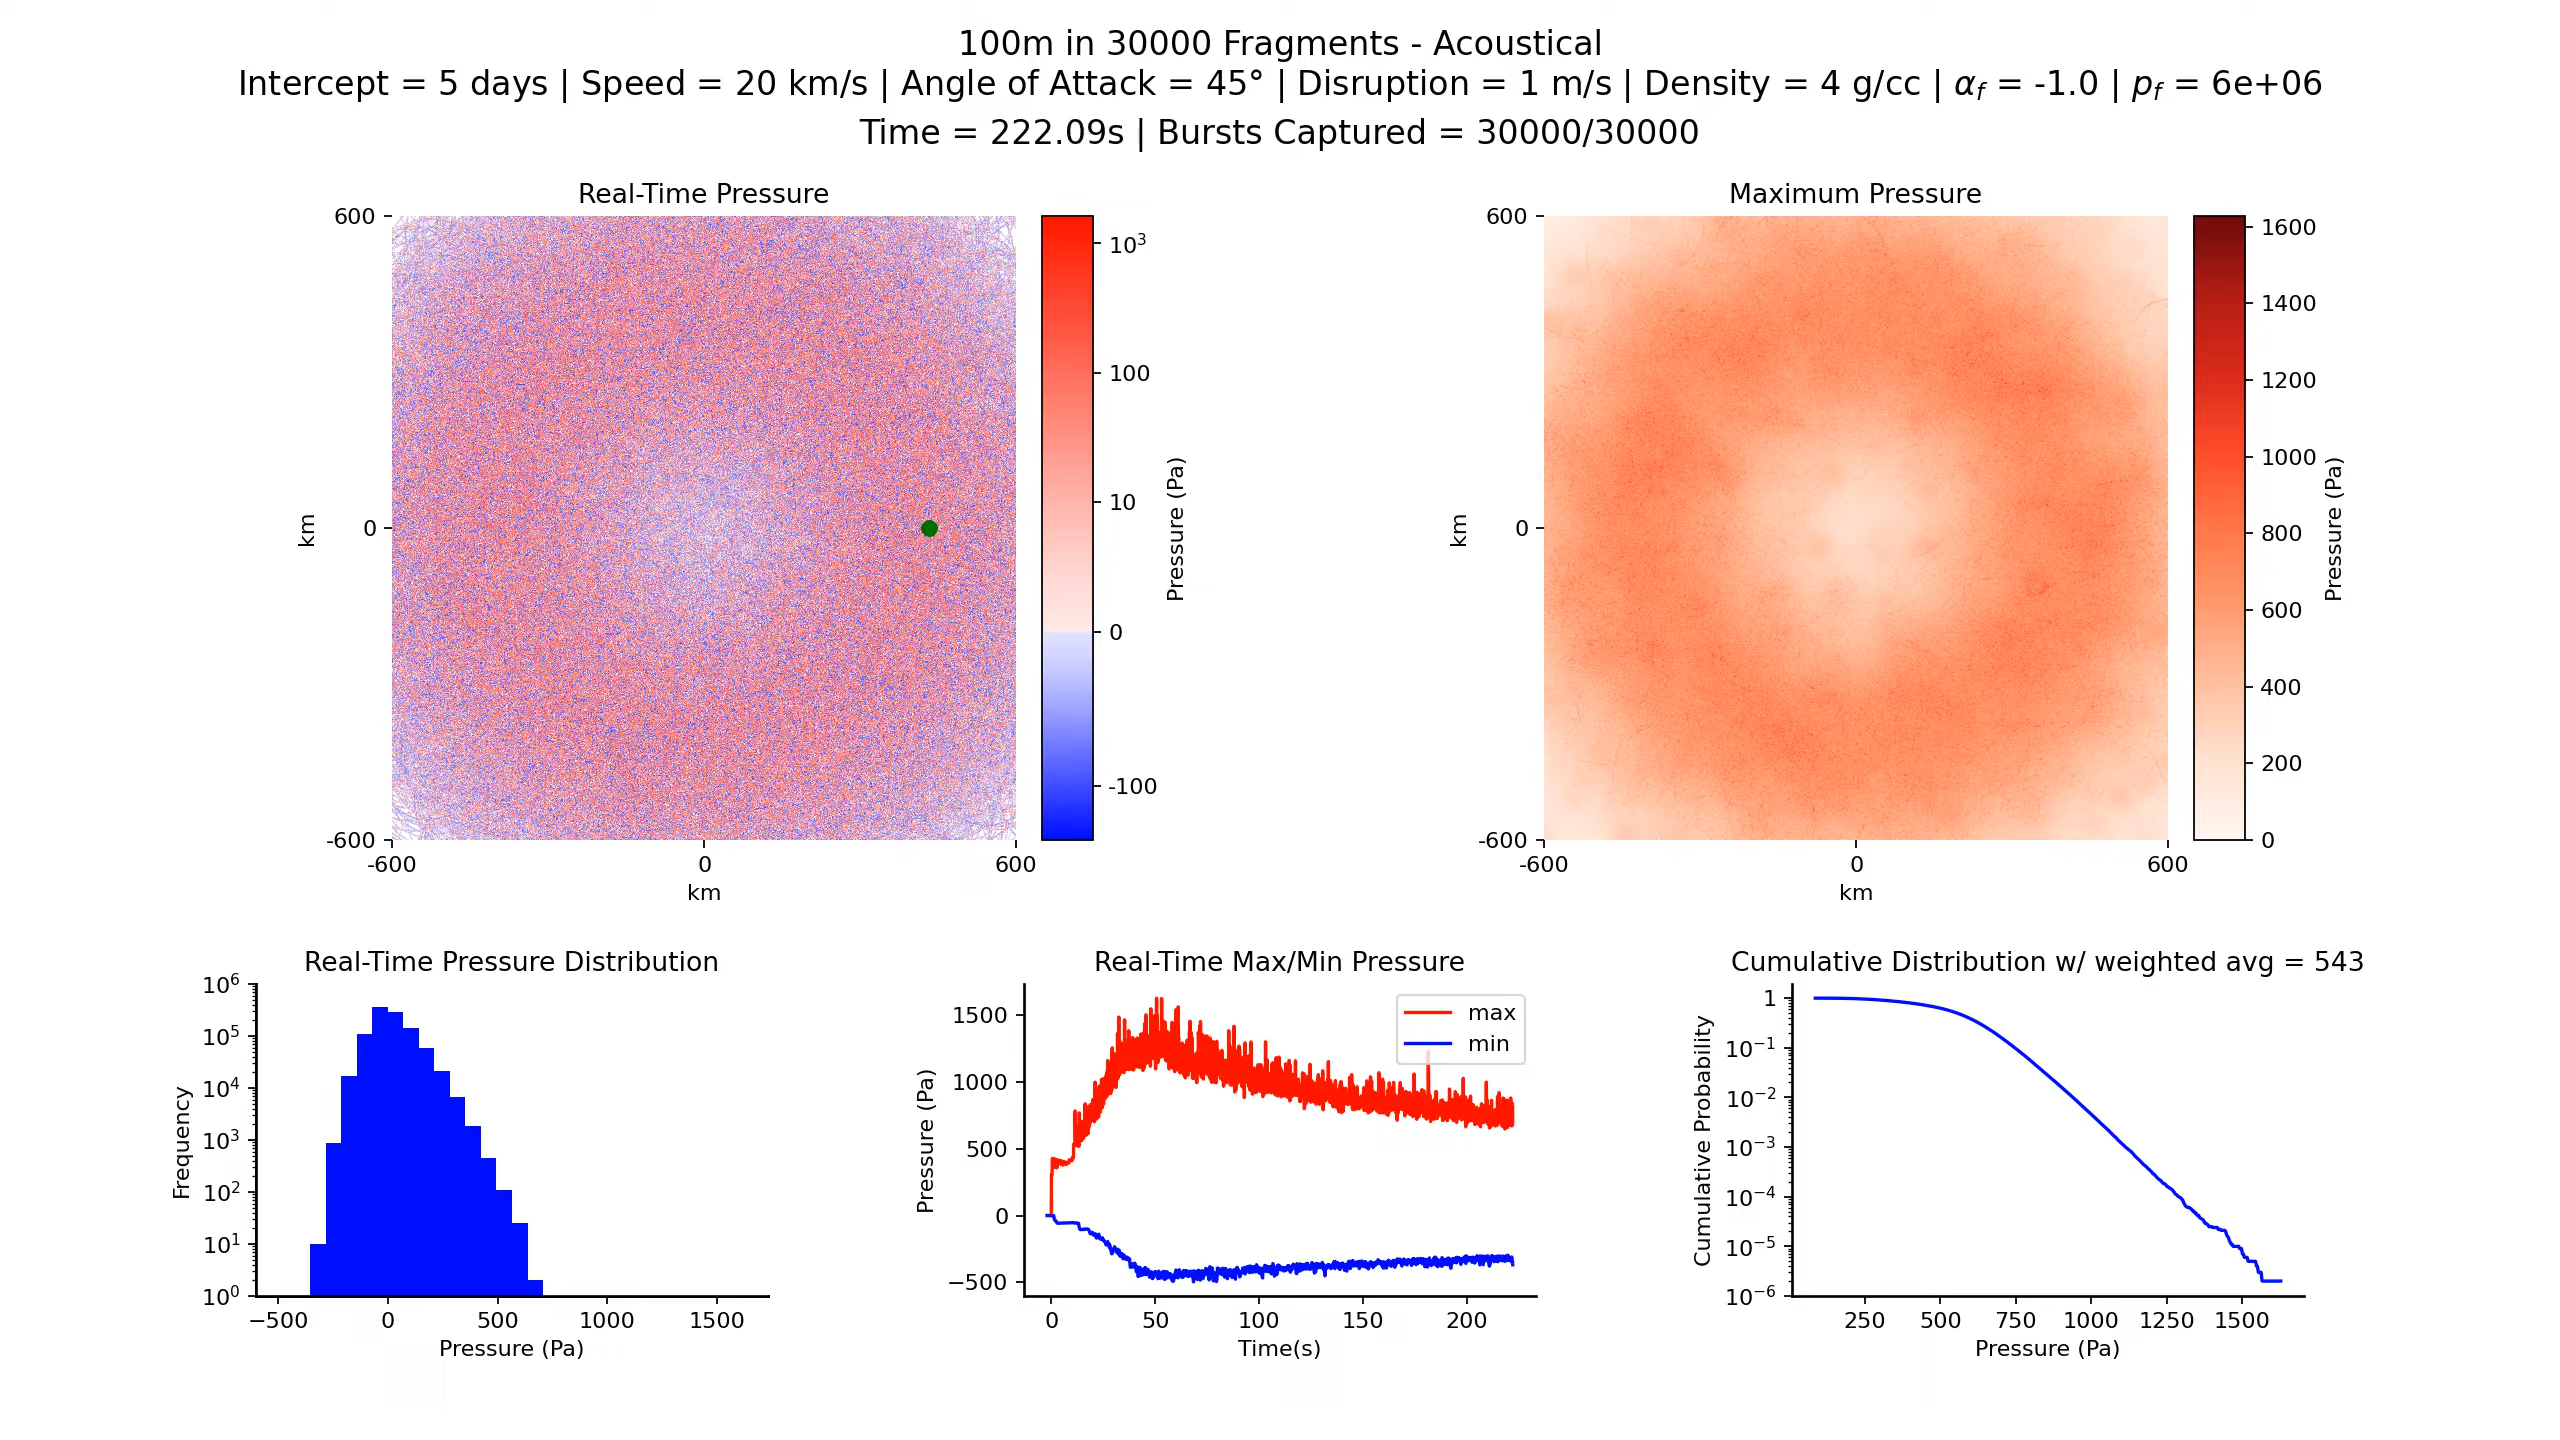 100m in 30000 Fragments - Acoustical
Intercept = 5 days | Speed = 20 km/s | Angle of Attack = 45° | Disruption = 1 m/s | Density = 4 g/cc | α_f = -1.0 | p_f = 6e+06
Time = 222.09s | Bursts Captured = 30000/30000
Real-Time Pressure
600
0
-600
km
-600 0 600
km
10³
100
10
0
-100
Pressure (Pa)
Maximum Pressure
600
0
-600
km
-600 0 600
km
1600
1400
1200
1000
800
600
400
200
0
Pressure (Pa)
Real-Time Pressure Distribution
10⁶
10⁵
10⁴
10³
10²
10¹
10⁰
Frequency
−500 0 500 1000 1500
Pressure (Pa)
Real-Time Max/Min Pressure
1500
1000
500
0
−500
Pressure (Pa)
max
min
0 50 100 150 200
Time(s)
Cumulative Distribution w/ weighted avg = 543
1
10⁻¹
10⁻²
10⁻³
10⁻⁴
10⁻⁵
10⁻⁶
Cumulative Probability
250 500 750 1000 1250 1500
Pressure (Pa)